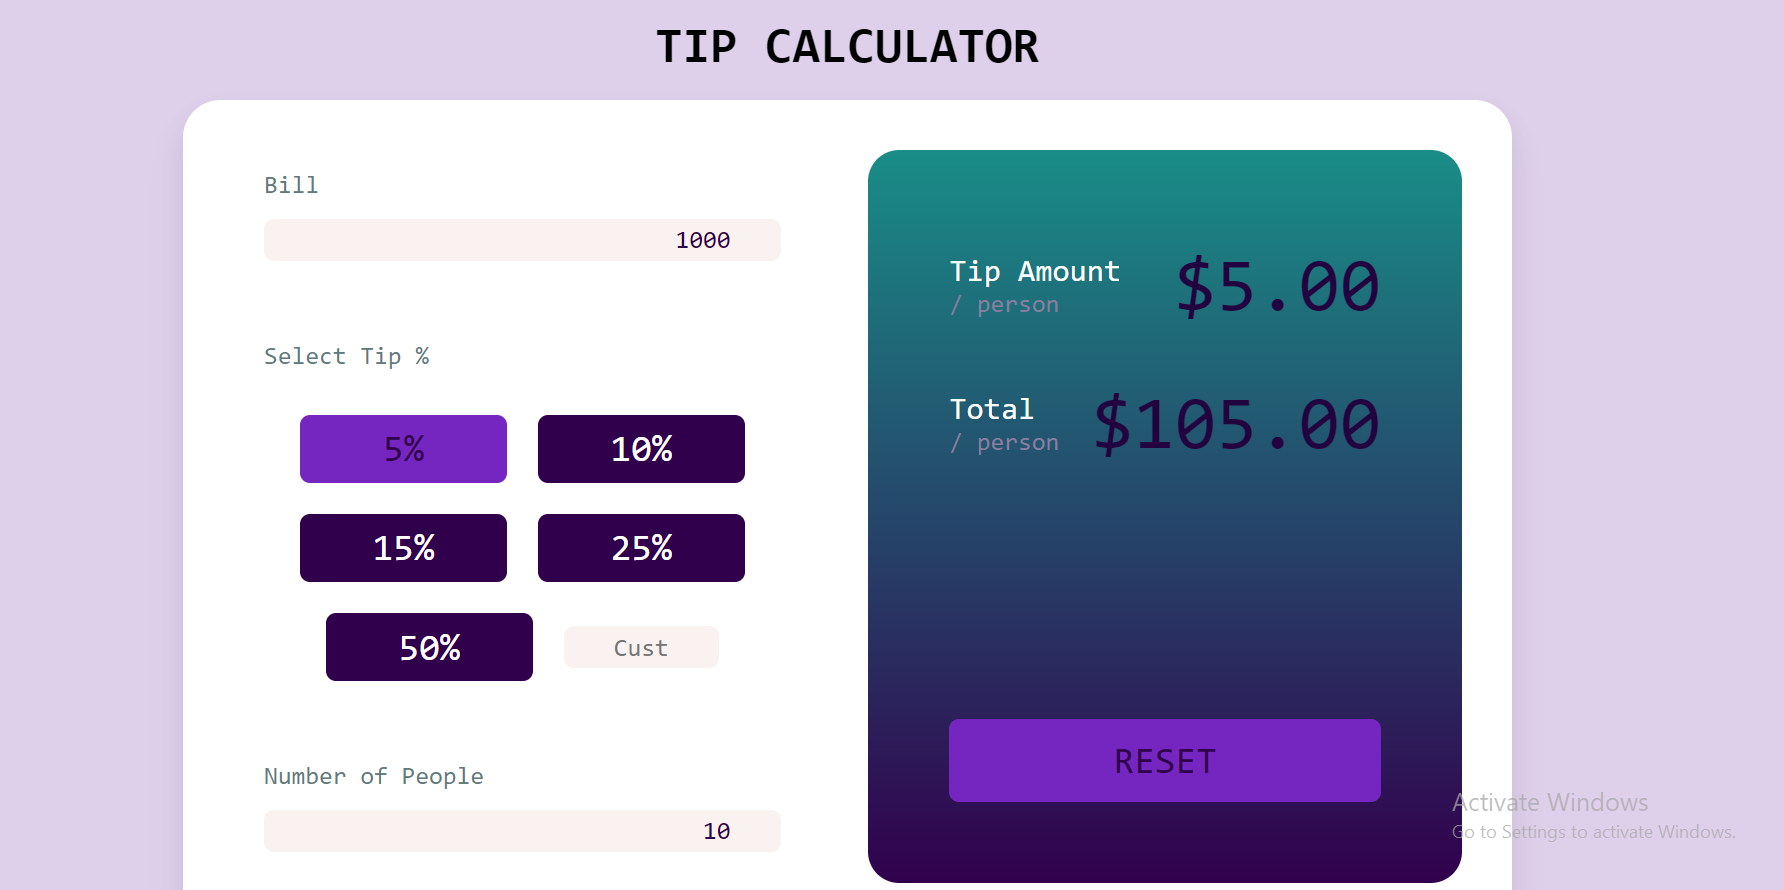 TIP CALCULATOR
Bill
1000
Select Tip %
5%
10%
15%
25%
50%
Cust
Number of People
10
Tip Amount
/ person
$5.00
Total
/ person
$105.00
RESET
Activate Windows
Go to Settings to activate Windows.